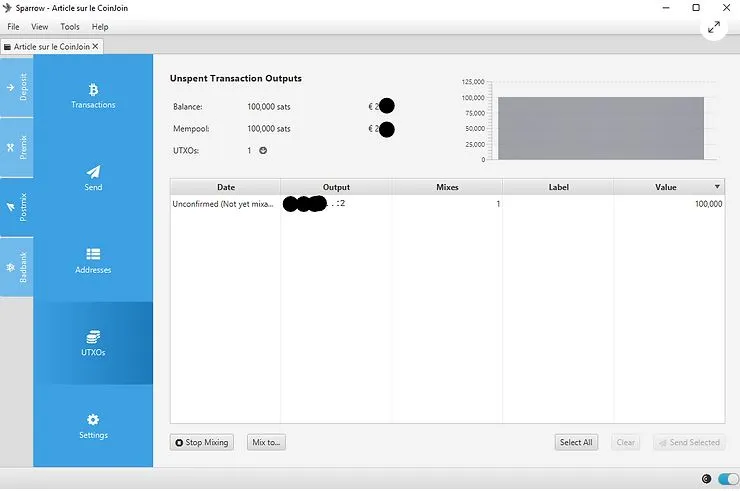 Sparrow - Article sur le CoinJoin
File View Tools Help
Article sur le CoinJoin
Deposit
Premix
Postmix
Badbank
Transactions
Send
Addresses
UTXOs
Settings
Unspent Transaction Outputs
Balance: 100,000 sats € 2
Mempool: 100,000 sats € 2
UTXOs: 1
125,000
100,000
75,000
50,000
25,000
0
Date Output Mixes Label Value
Unconfirmed (Not yet mixa... ..:2 1 100,000
Stop Mixing Mix to... Select All Clear Send Selected